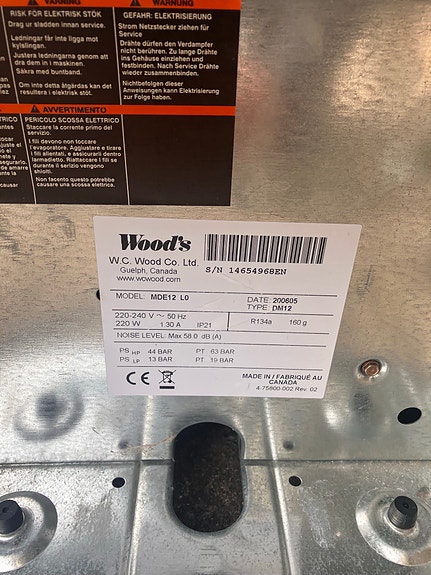 VARNING
WARNUNG
RISK FÖR ELEKTRISK STÖK
Drag ur sladden innan service.
Ledningar får inte ligga mot
kylslingan.
Justera ledningarna genom att
dra dem in i maskinen.
Säkra med buntband.
Om inte detta åtgärdas kan det
resultera i elektrisk stöt.
GEFAHR: ELEKTRISIERUNG
Strom Netzstecker ziehen für
Service
Drähte dürfen den Verdampfer
nicht berühren. Zu lange Drähte
ins Gehäuse einziehen und
festbinden. Nach Service Drähte
wieder zusammenbinden.
Nichtbefolgen dieser
Anweisungen kann Elektrisierung
zur Folge haben.
AVVERTIMENTO
PERICOLO SCOSSA ELETTRICO
Staccare la corrente primo del
servizio.
I fili devono non toccare
l'evaporatore. Aggiustare e tirare
i fili allentati, e assicurarli dentro
larmadietto. Riattaccare i fili se
durante il serizio vengono
shiolti.
Non facendo questo potrebbe
causare una scossa elettrica.
Wood's
W.C. Wood Co. Ltd.
Guelph, Canada
www.wcwood.com
S/N 14654968EN
MODEL: MDE12 L0
DATE: 200605
TYPE: DM12
220-240 V ~ 50 Hz
220 W 1.30 A IP21
R134a 160 g
NOISE LEVEL: Max 58.0 dB (A)
PS HP 44 BAR PT 63 BAR
PS LP 13 BAR PT 19 BAR
CE
MADE IN / FABRIQUÉ AU
CANADA
4-75800-002 Rev. 02